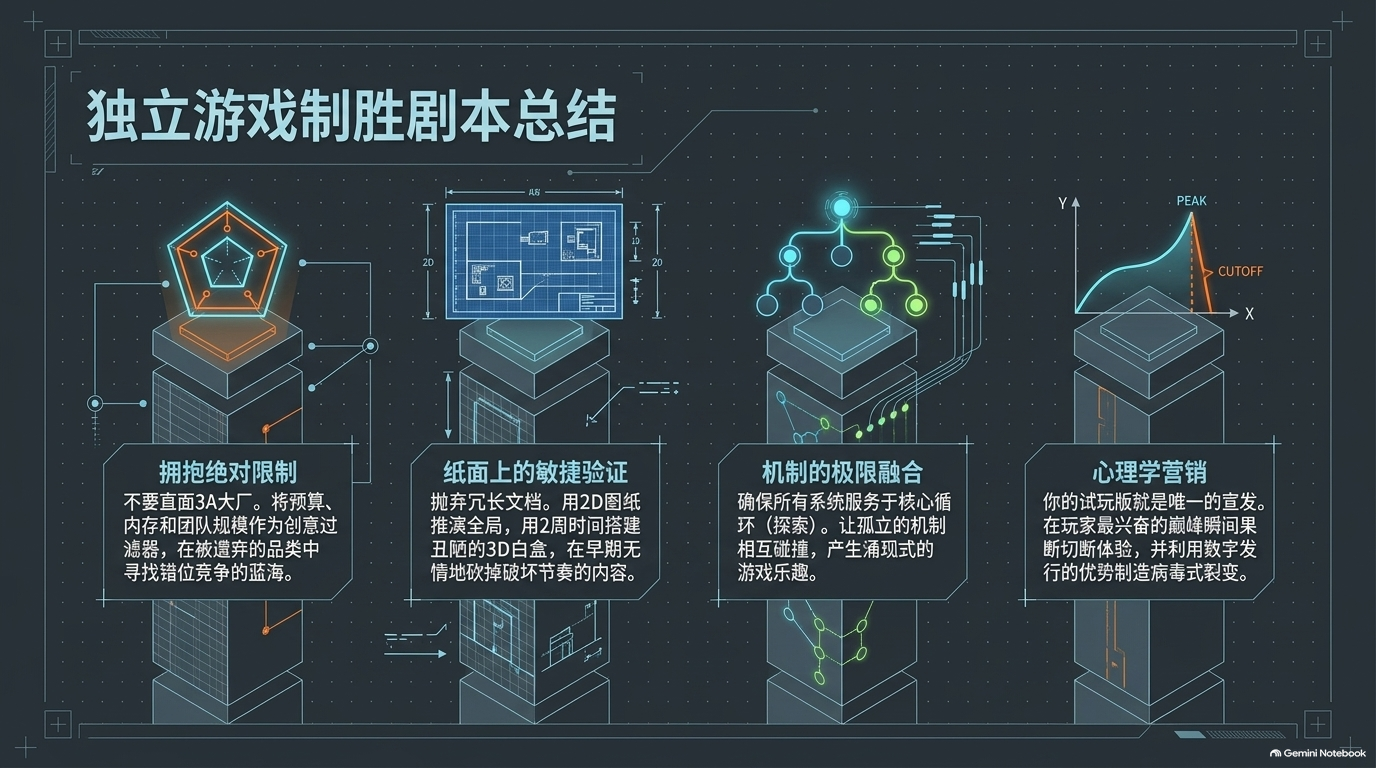 独立游戏制胜剧本总结
2D
2D
Y
PEAK
CUTOFF
X
拥抱绝对限制
不要直面3A大厂。将预算、
内存和团队规模作为创意过
滤器，在被遗弃的品类中
寻找错位竞争的蓝海。
纸面上的敏捷验证
抛弃冗长文档。用2D图纸
推演全局，用2周时间搭建
丑陋的3D白盒，在早期无
情地砍掉破坏节奏的内容。
机制的极限融合
确保所有系统服务于核心循
环（探索）。让孤立的机制
相互碰撞，产生涌现式的
游戏乐趣。
心理学营销
你的试玩版就是唯一的宣发。
在玩家最兴奋的巅峰瞬间果
断切断体验，并利用数字发
行的优势制造病毒式裂变。
Gemini Notebook